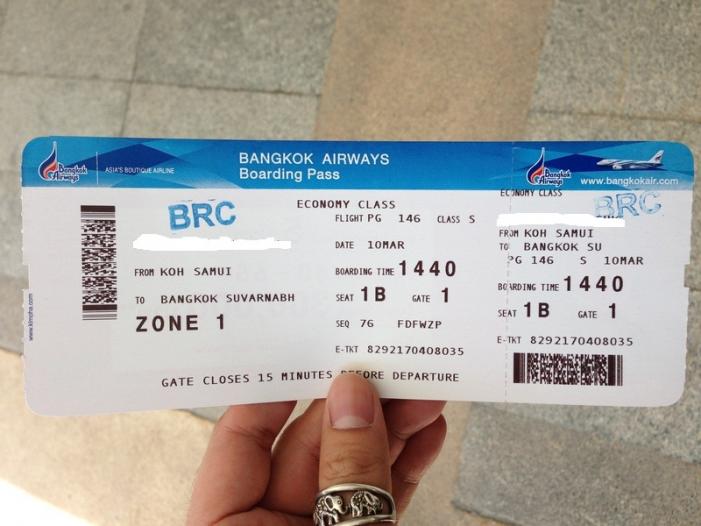 Bangkok Airways
ASIA'S BOUTIQUE AIRLINE
BANGKOK AIRWAYS
Boarding Pass
www.bangkokair.com
Bangkok Airways
BRC
ECONOMY CLASS
FLIGHT PG 146 CLASS S
DATE 10MAR
FROM KOH SAMUI
BOARDING TIME 1440
TO BANGKOK SUVARNABH
SEAT 1B GATE 1
ZONE 1
SEQ 76 FDFWZP
E-TKT 8292170408035
GATE CLOSES 15 MINUTES BEFORE DEPARTURE
ECONOMY CLASS
BRC
FROM KOH SAMUI
TO BANGKOK SU
PG 146 S 10MAR
BOARDING TIME 1440
SEAT 1B GATE 1
E-TKT 8292170408035